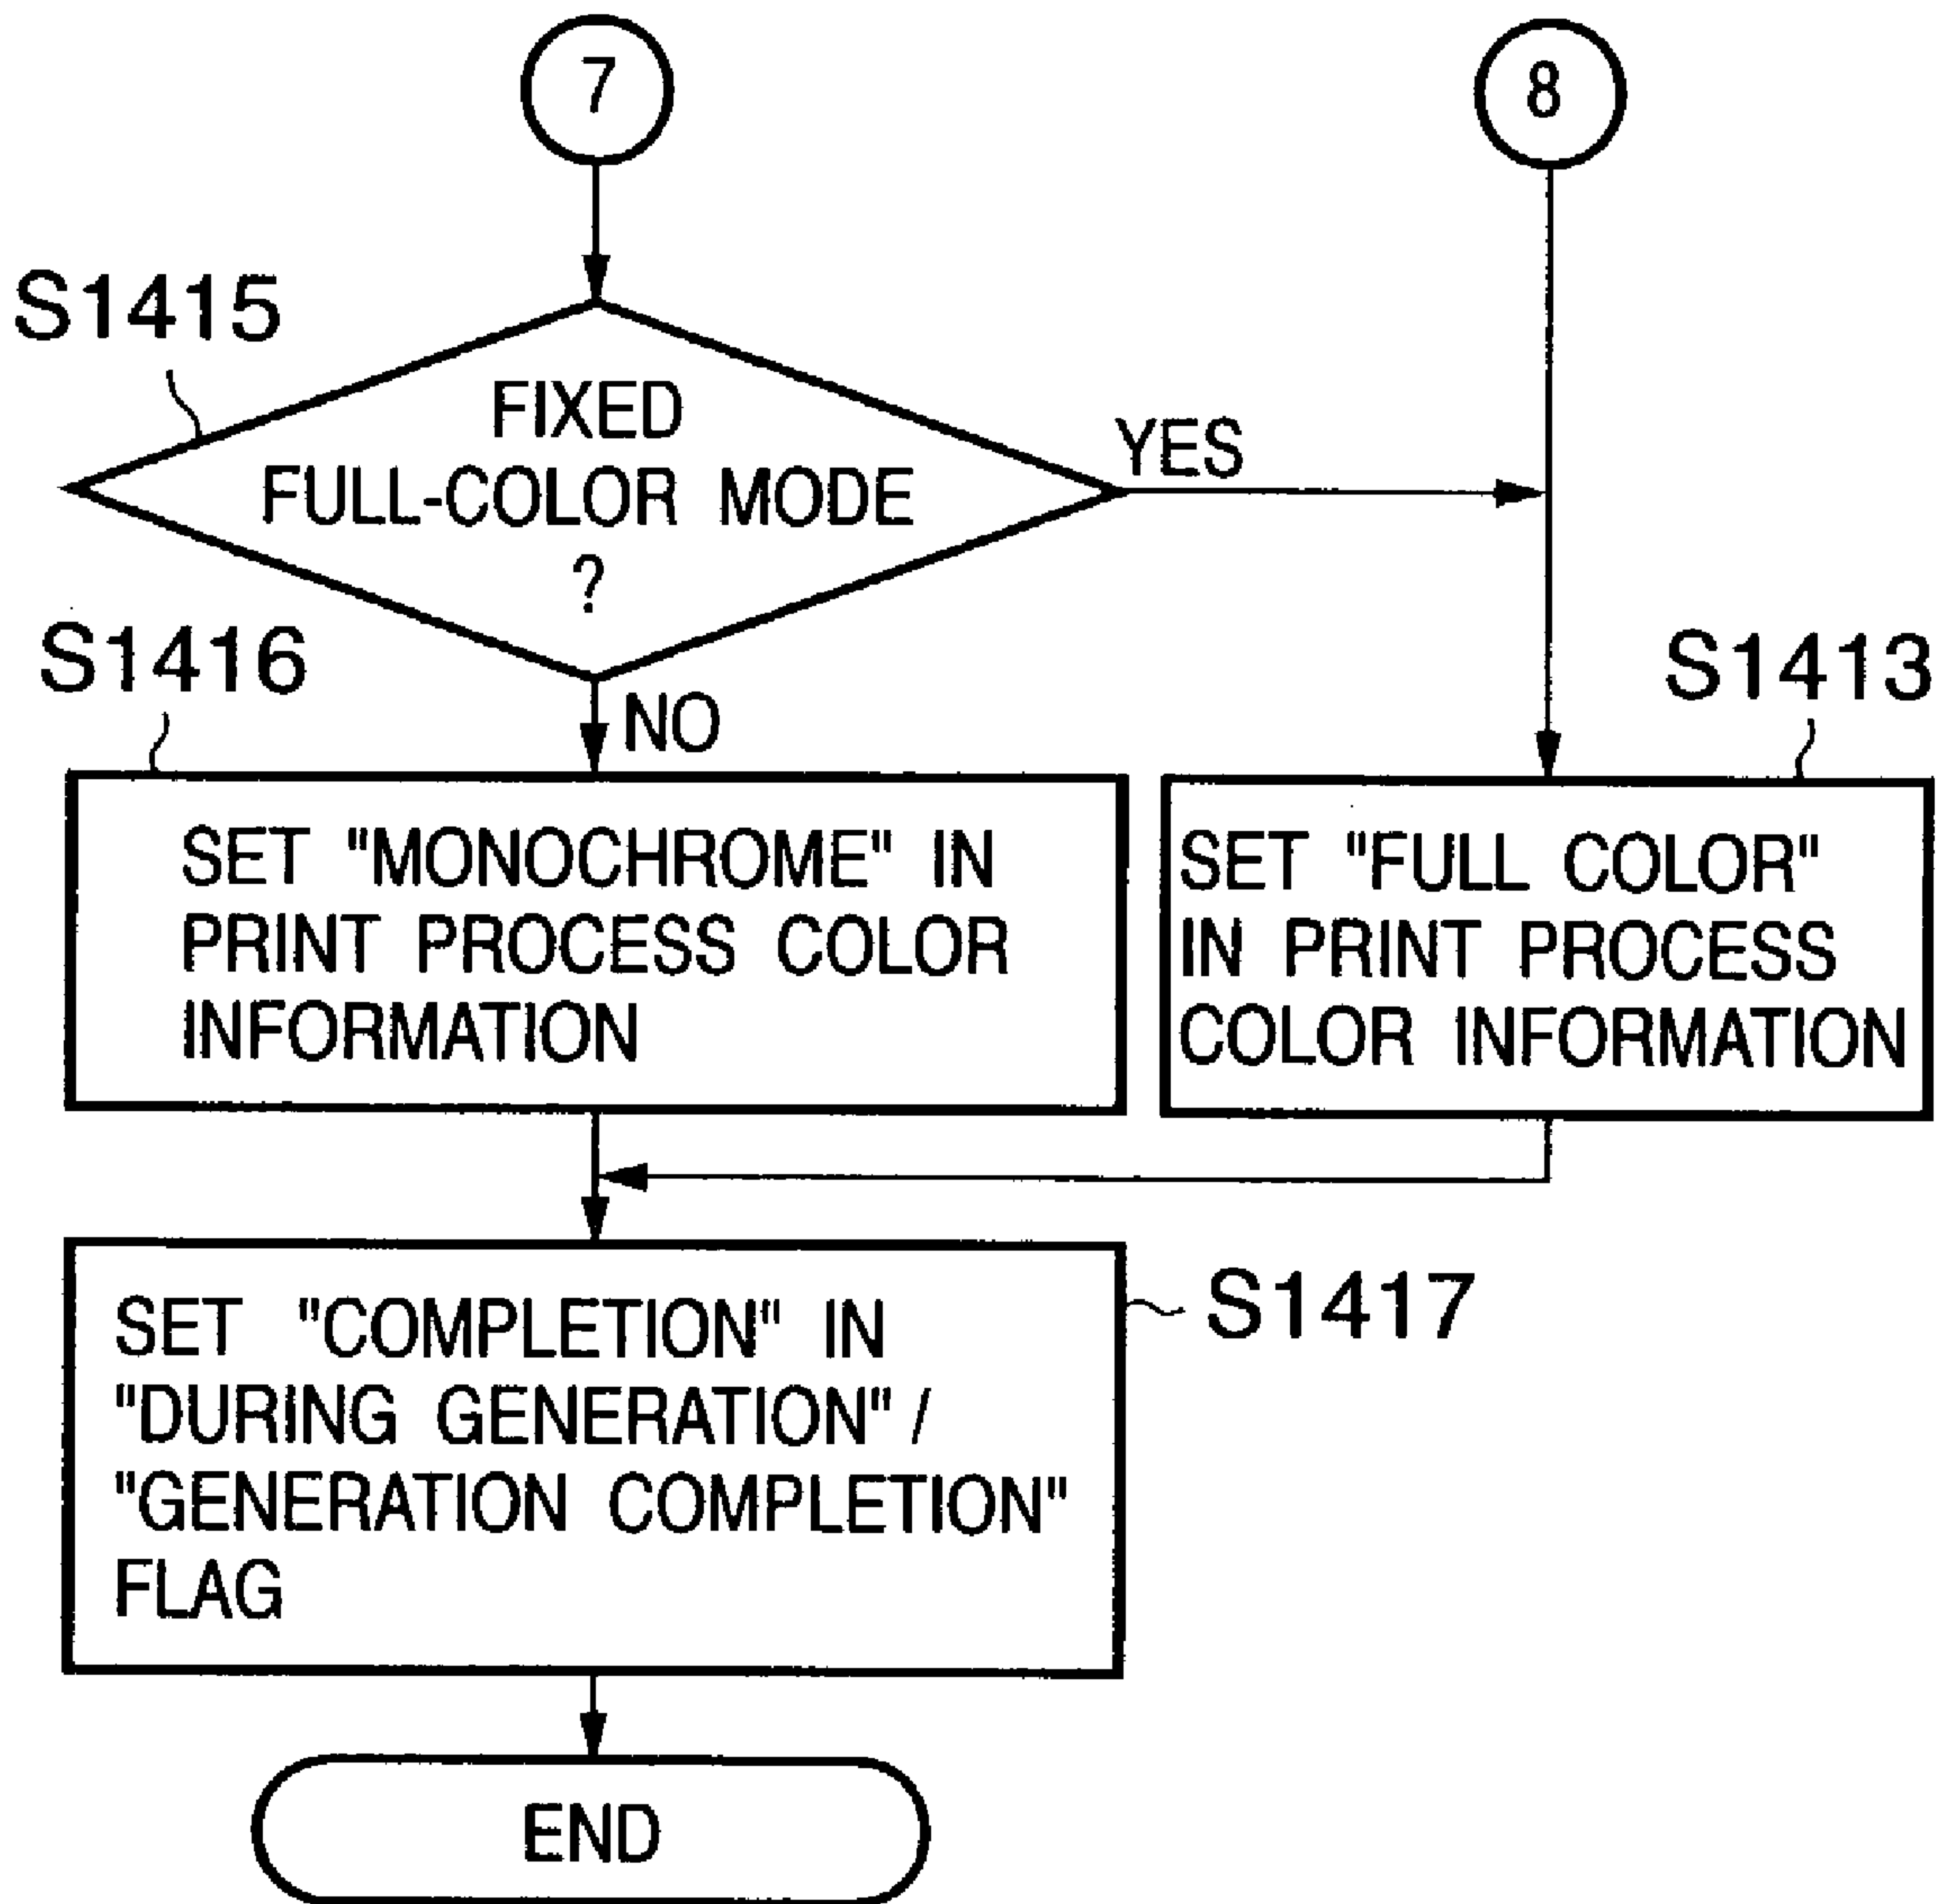 7
8
S1415
FIXED
FULL-COLOR MODE
?
YES
S1416
NO
S1413
SET "MONOCHROME" IN
PRINT PROCESS COLOR
INFORMATION
SET "FULL COLOR"
IN PRINT PROCESS
COLOR INFORMATION
SET "COMPLETION" IN
"DURING GENERATION" /
"GENERATION COMPLETION"
FLAG
S1417
END